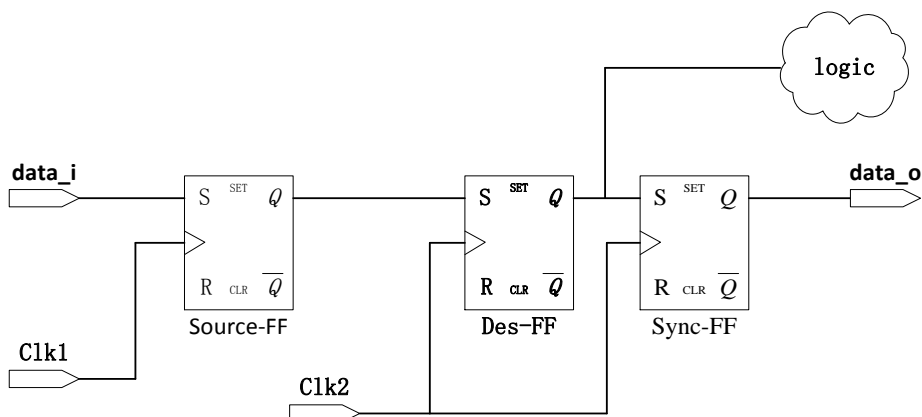 logic
data_i
data_o
S SET Q
R CLR Q
Source-FF
S SET Q
R CLR Q
Des-FF
S SET Q
R CLR Q
Sync-FF
Clk1
Clk2